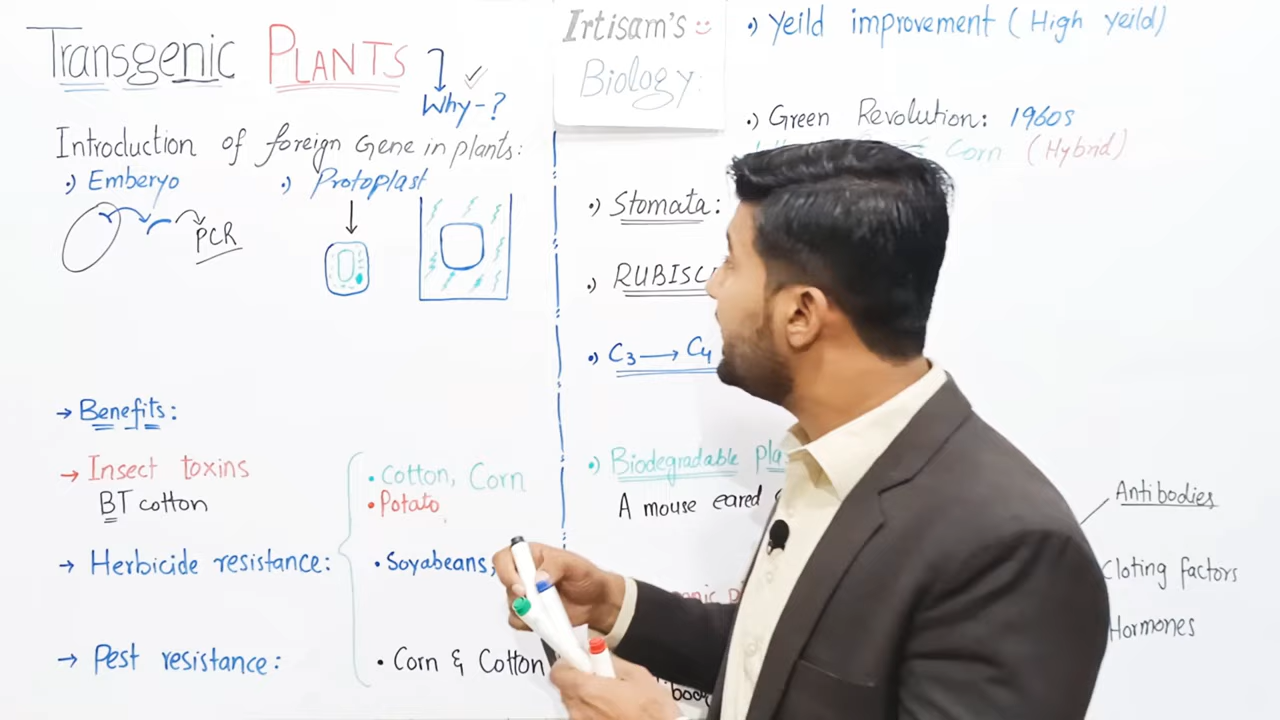 Transgenic PLANTS
Why-?
Introduction of foreign Gene in plants:
•) Emberyo
•) Protoplast
PCR
→ Benefits:
→ Insect toxins
BT cotton
• Cotton, Corn
• Potato,
→ Herbicide resistance:
• Soyabeans,
→ Pest resistance:
• Corn & Cotton
Irtisam's
Biology:
•) Yeild improvement (High yeild)
•) Green Revolution: 1960s
Corn (Hybrid)
•) Stomata:
•) RUBISC
•) C3 → C4
•) Biodegradable pla
A mouse eared
Antibodies
Cloting factors
Hormones